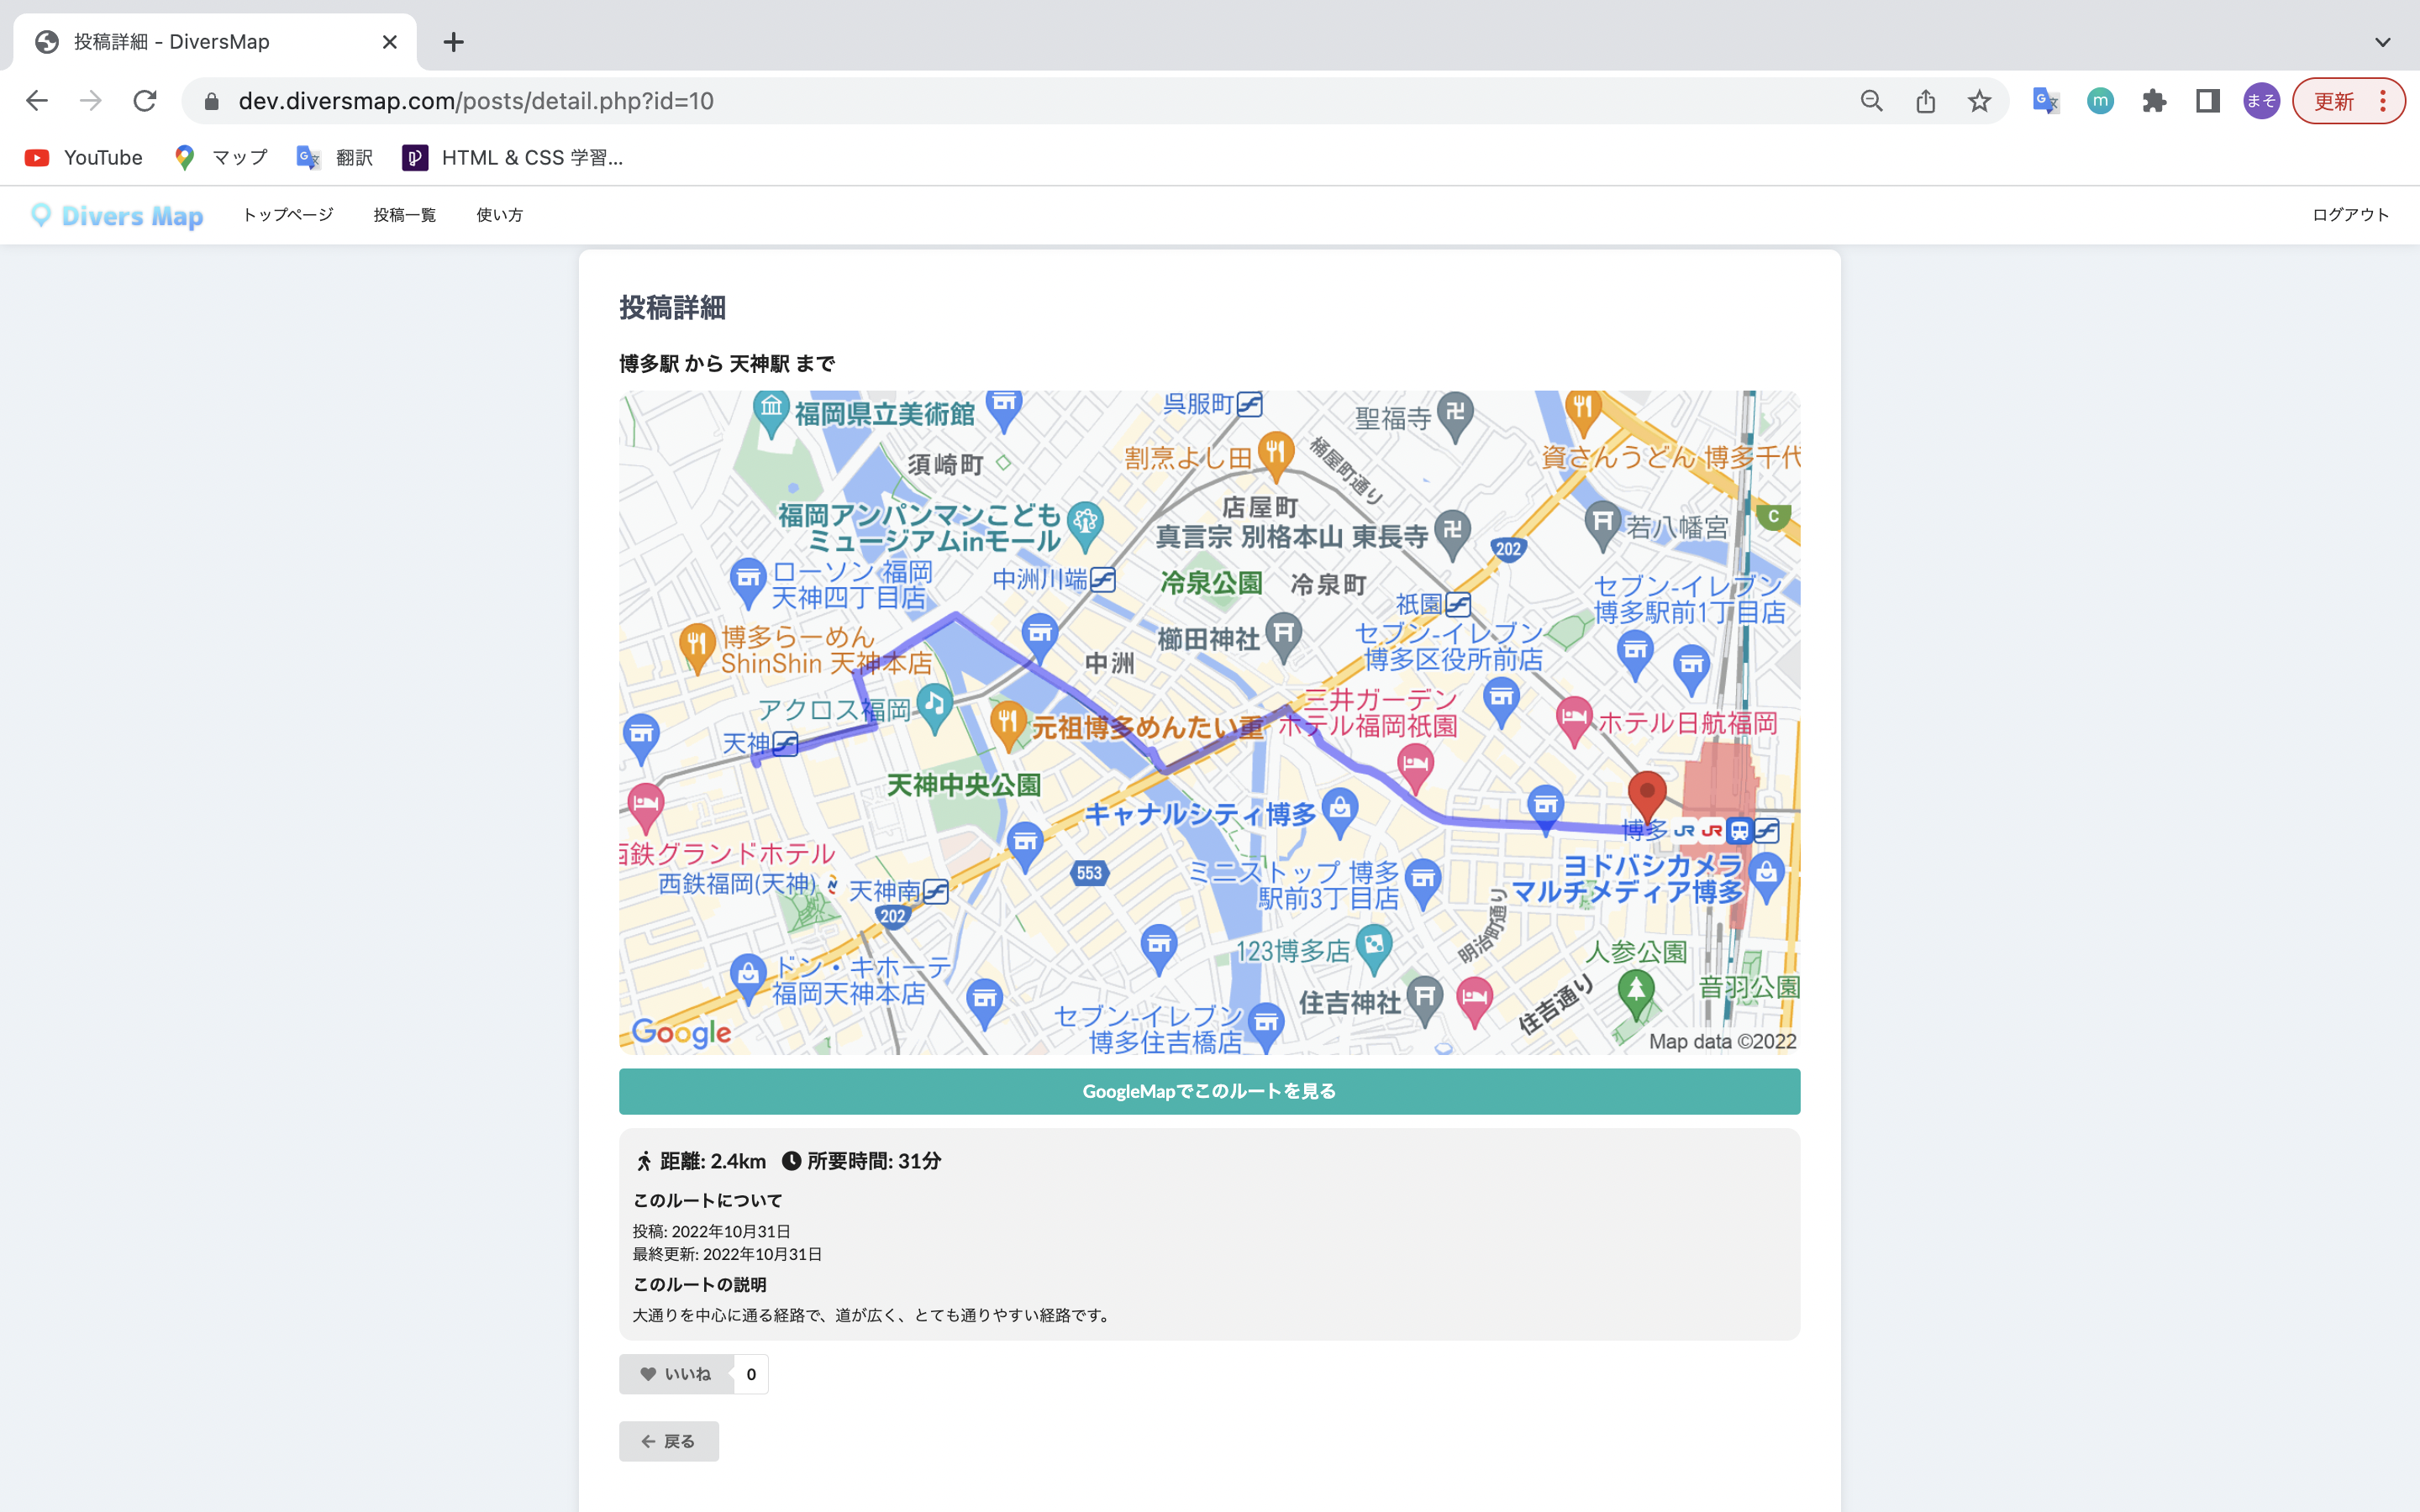 投稿詳細 - DiversMap
dev.diversmap.com/posts/detail.php?id=10
m
まそ
更新
YouTube
マップ
翻訳
HTML & CSS 学習...
Divers Map
トップページ
投稿一覧
使い方
ログアウト
投稿詳細
博多駅 から 天神駅 まで
福岡県立美術館
呉服町
聖福寺
須崎町
割烹よし田
桶屋町通り
資さんうどん 博多千代
店屋町
福岡アンパンマンこども
ミュージアムinモール
真言宗 別格本山 東長寺
202
若八幡宮
C
ローソン 福岡
天神四丁目店
中洲川端
冷泉公園
冷泉町
祇園
セブン-イレブン
博多駅前1丁目店
博多らーめん
ShinShin 天神本店
中洲
櫛田神社
セブン-イレブン
博多区役所前店
アクロス福岡
三井ガーデン
ホテル福岡祇園
元祖博多めんたい重
ホテル日航福岡
天神
天神中央公園
キャナルシティ博多
博多
JR
JR
西鉄グランドホテル
西鉄福岡(天神)
天神南
202
553
ミニストップ 博多
駅前3丁目店
ヨドバシカメラ
マルチメディア博多
明治町通り
123博多店
人参公園
音羽公園
ドン・キホーテ
福岡天神本店
住吉神社
住吉通り
セブン-イレブン
博多住吉橋店
Google
Map data ©2022
GoogleMapでこのルートを見る
距離: 2.4km 所要時間: 31分
このルートについて
投稿: 2022年10月31日
最終更新: 2022年10月31日
このルートの説明
大通りを中心に通る経路で、道が広く、とても通りやすい経路です。
いいね 0
戻る